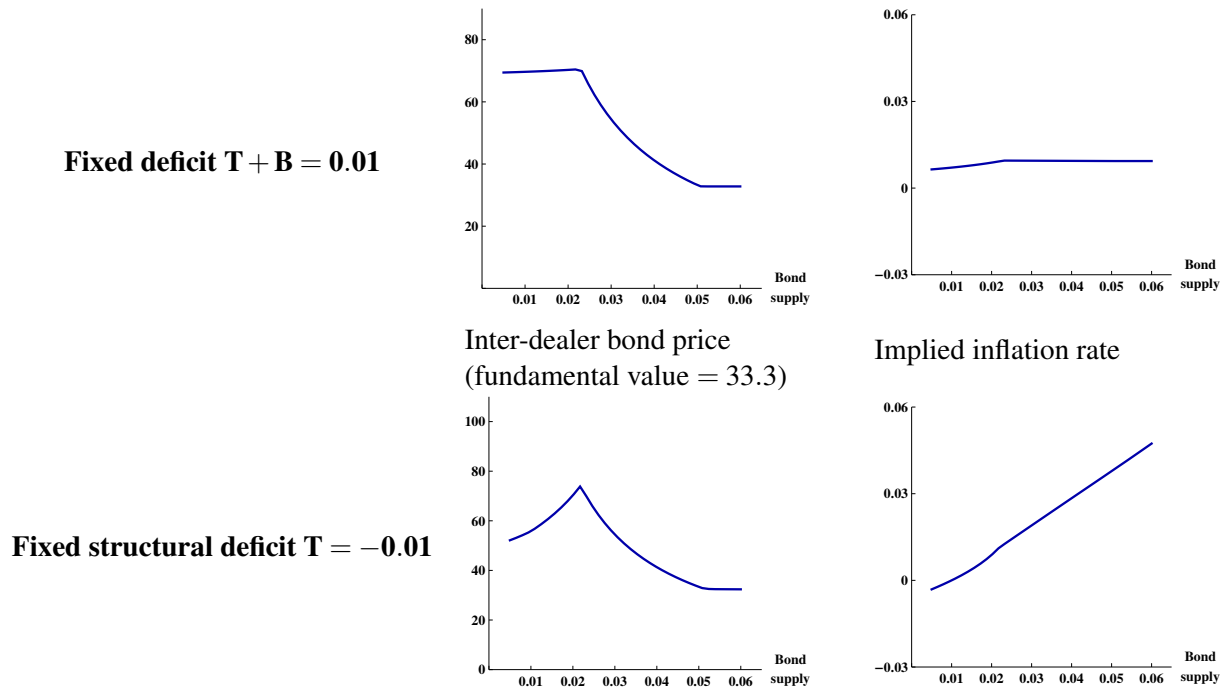 80
60
40
20
0.01 0.02 0.03 0.04 0.05 0.06
Bond
supply
0.06
0.03
0
−0.03
0.01 0.02 0.03 0.04 0.05 0.06
Bond
supply
Fixed deficit T + B = 0.01
Inter-dealer bond price
(fundamental value = 33.3)
Implied inflation rate
100
80
60
40
20
0
0.01 0.02 0.03 0.04 0.05 0.06
Bond
supply
0.06
0.03
0
−0.03
0.01 0.02 0.03 0.04 0.05 0.06
Bond
supply
Fixed structural deficit T = −0.01